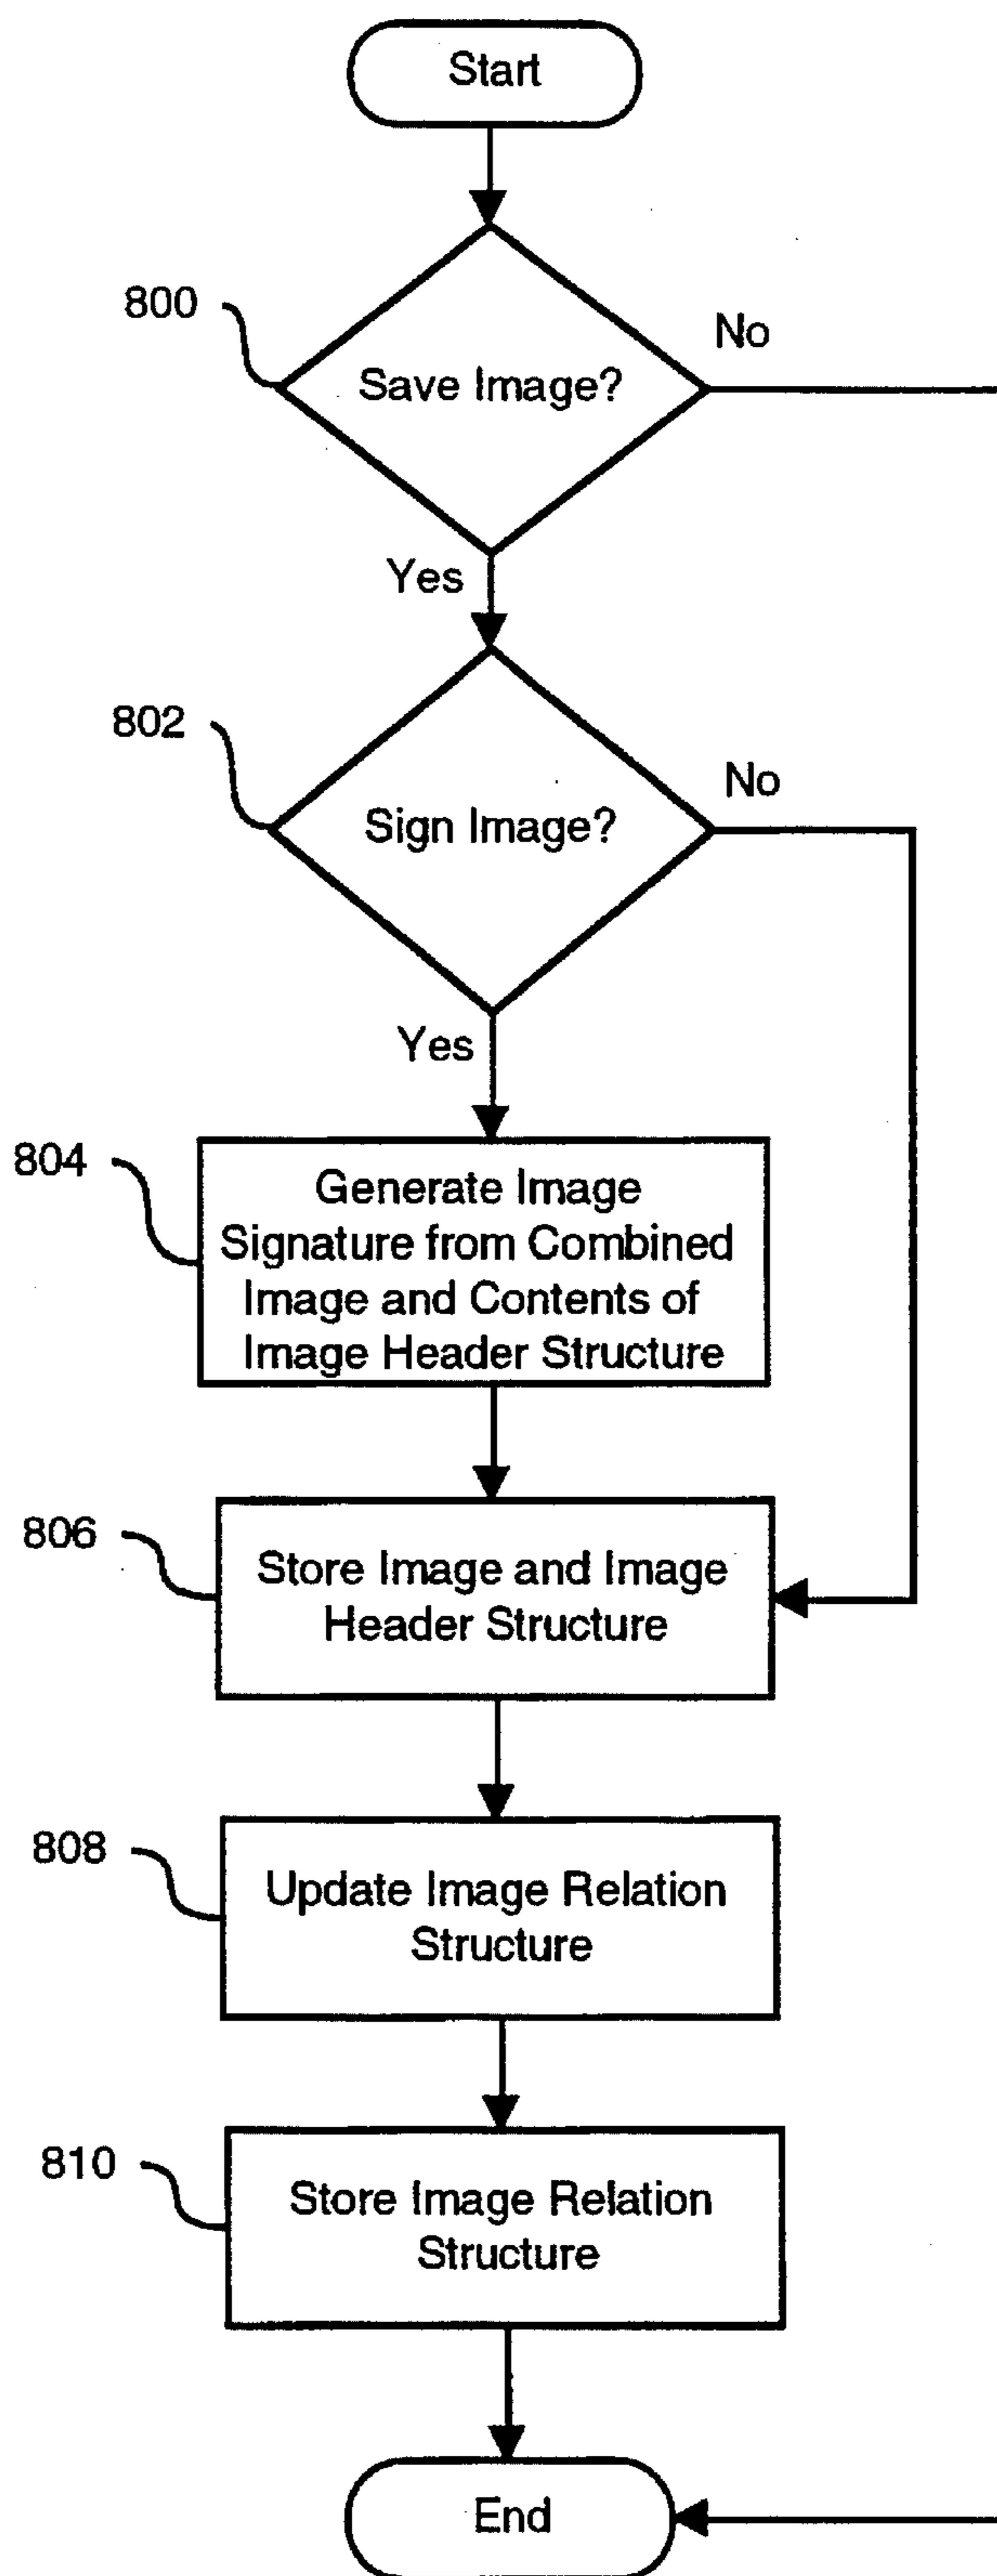 Start
800
No
Save Image?
Yes
802
No
Sign Image?
Yes
804
Generate Image
Signature from Combined
Image and Contents of
Image Header Structure
806
Store Image and Image
Header Structure
808
Update Image Relation
Structure
810
Store Image Relation
Structure
End